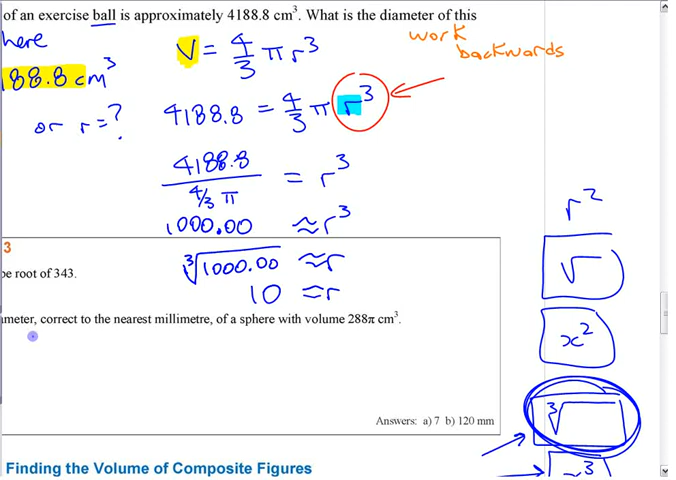 of an exercise ball is approximately 4188.8 cm³. What is the diameter of this
here
V = 4/3 π r³
work backwards
188.8 cm³
4188.8 = 4/3 π r³
or r = ?
4188.8 / (4/3 π) = r³
1000.00 ≈ r³
r²
3
∛1000.00 ≈ r
be root of 343.
√
10 ≈ r
ameter, correct to the nearest millimetre, of a sphere with volume 288π cm³.
x²
∛
Answers: a) 7 b) 120 mm
Finding the Volume of Composite Figures